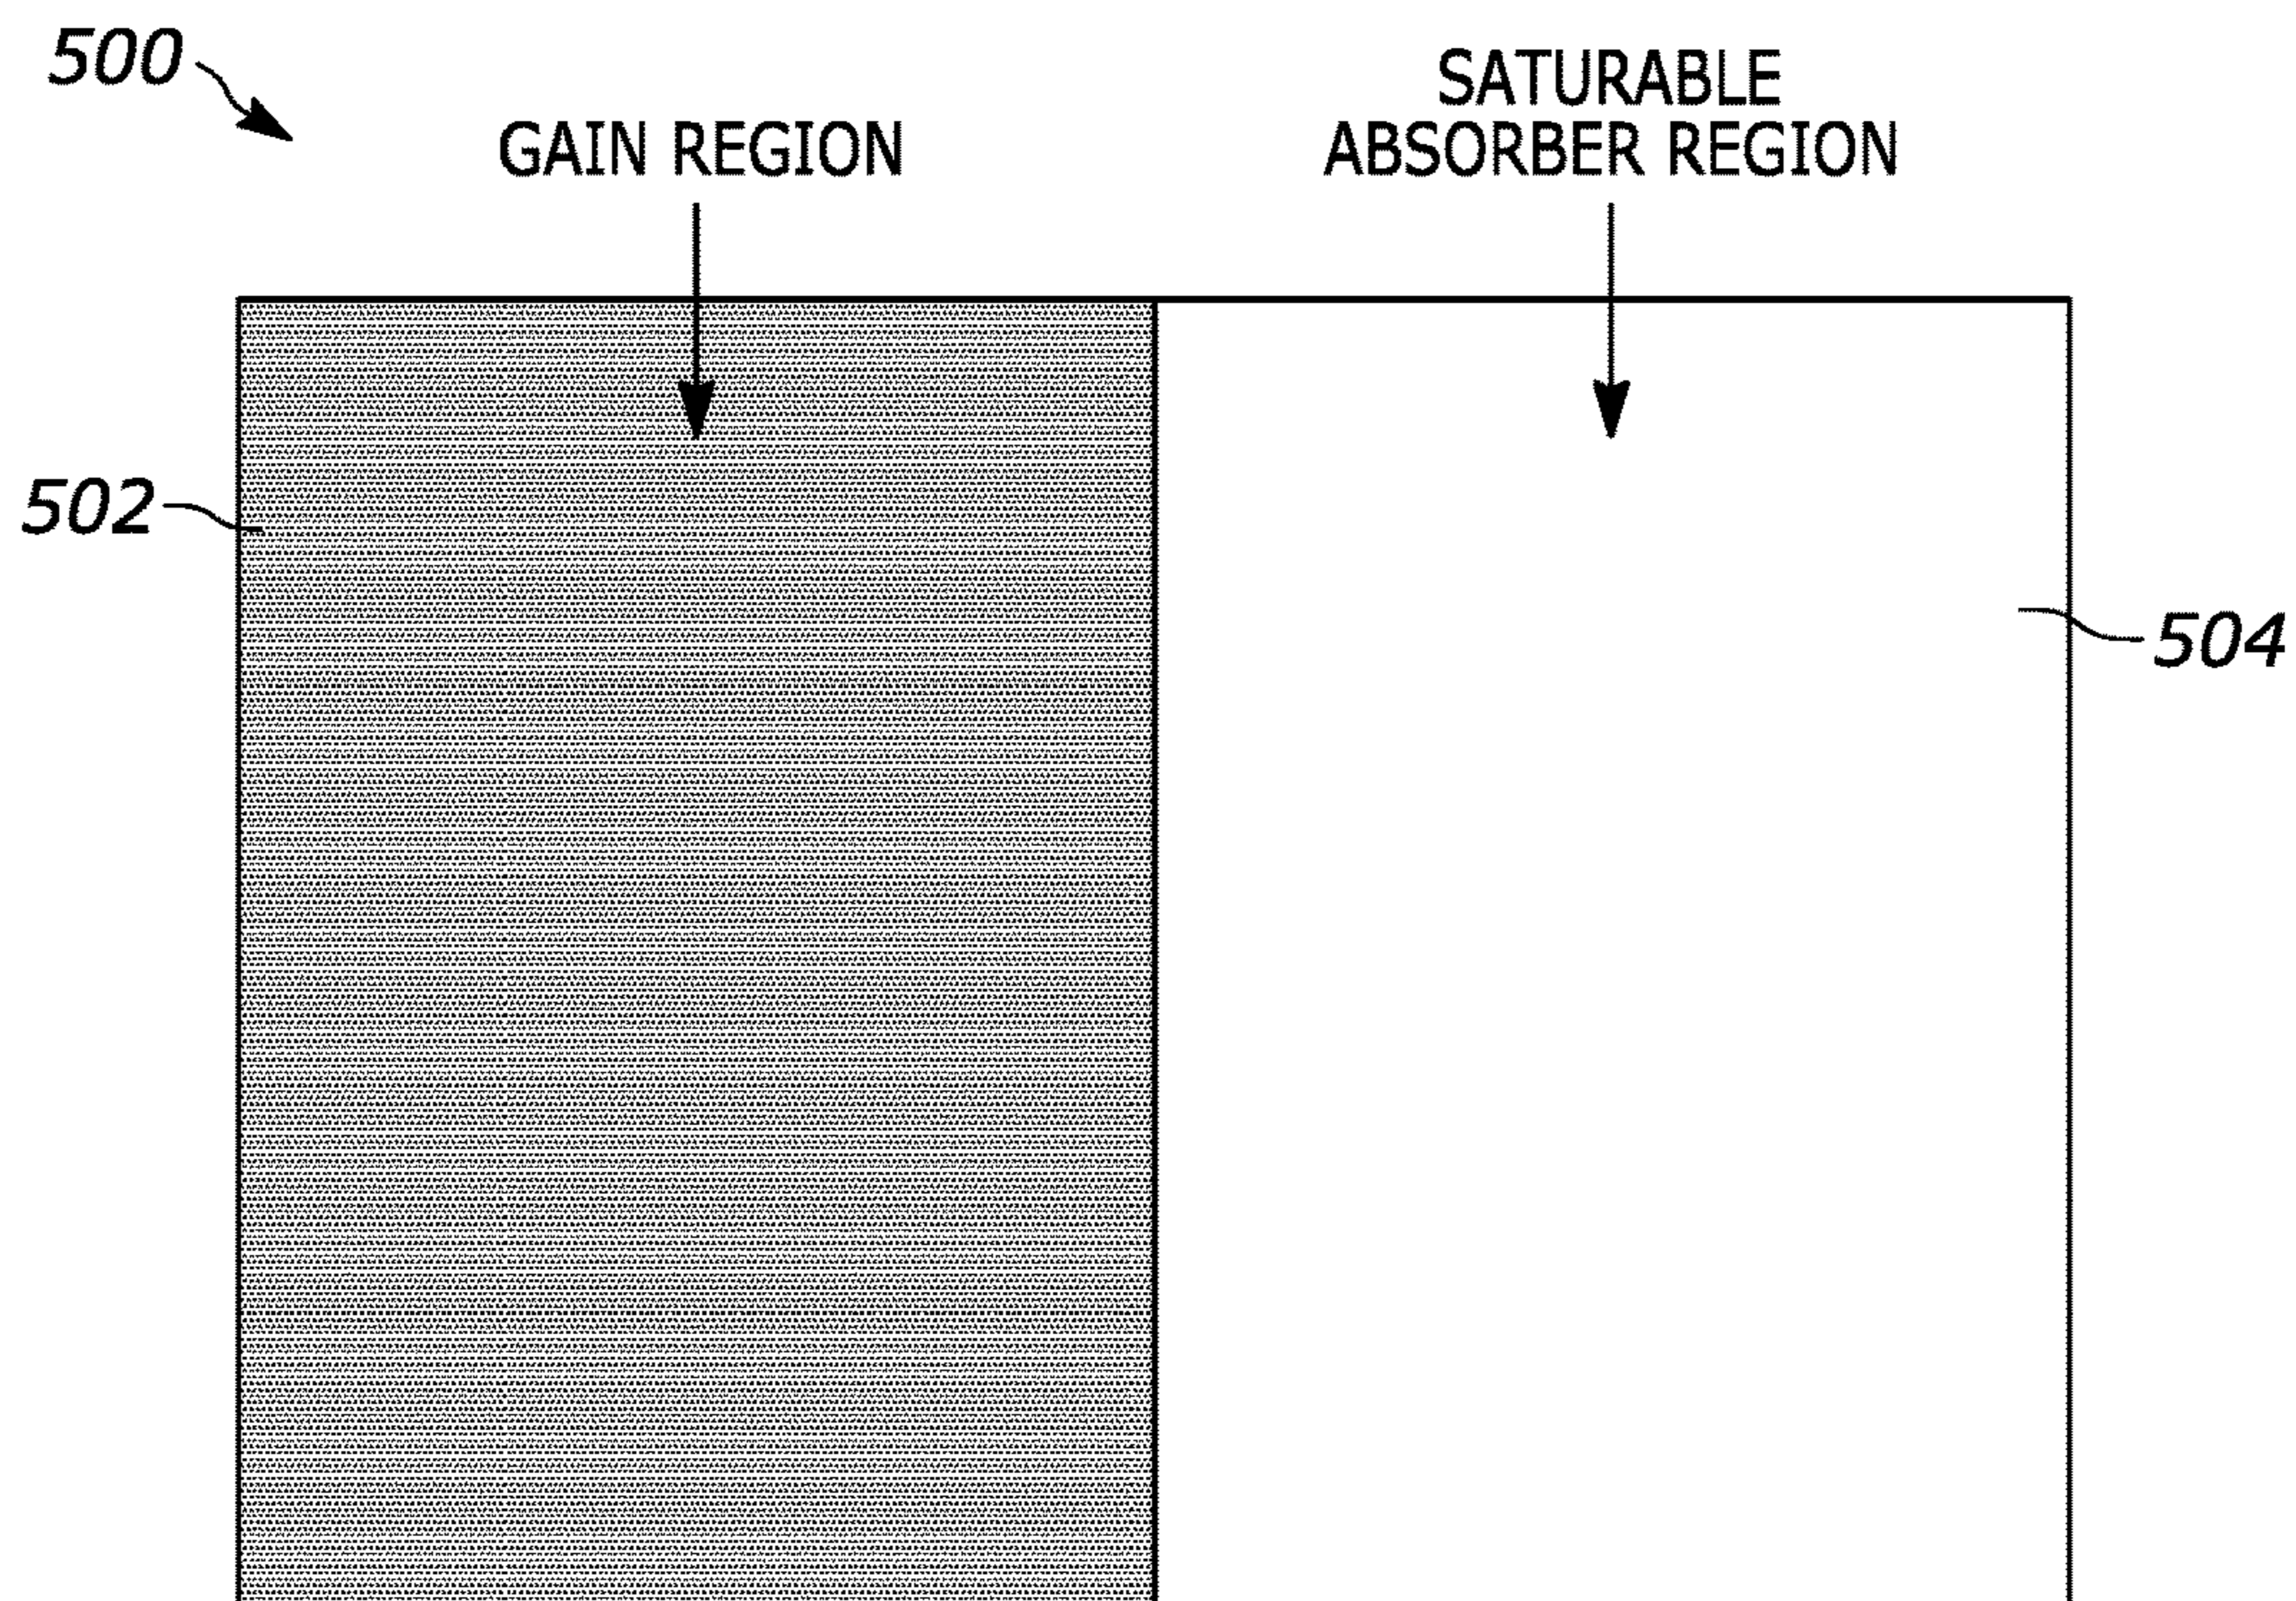 500
GAIN REGION
SATURABLE
ABSORBER REGION
502
504